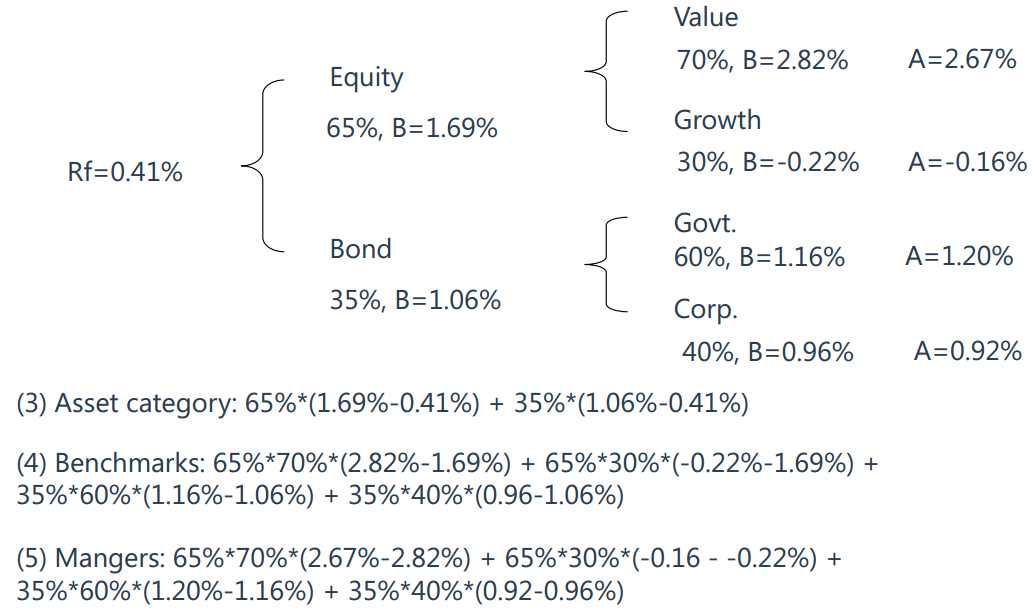 Value
70%, B=2.82% A=2.67%
Equity
65%, B=1.69%
Growth
30%, B=-0.22% A=-0.16%
Rf=0.41%
Govt.
60%, B=1.16% A=1.20%
Bond
35%, B=1.06%
Corp.
40%, B=0.96% A=0.92%
(3) Asset category: 65%*(1.69%-0.41%) + 35%*(1.06%-0.41%)
(4) Benchmarks: 65%*70%*(2.82%-1.69%) + 65%*30%*(-0.22%-1.69%) +
35%*60%*(1.16%-1.06%) + 35%*40%*(0.96-1.06%)
(5) Mangers: 65%*70%*(2.67%-2.82%) + 65%*30%*(-0.16 - -0.22%) +
35%*60%*(1.20%-1.16%) + 35%*40%*(0.92-0.96%)